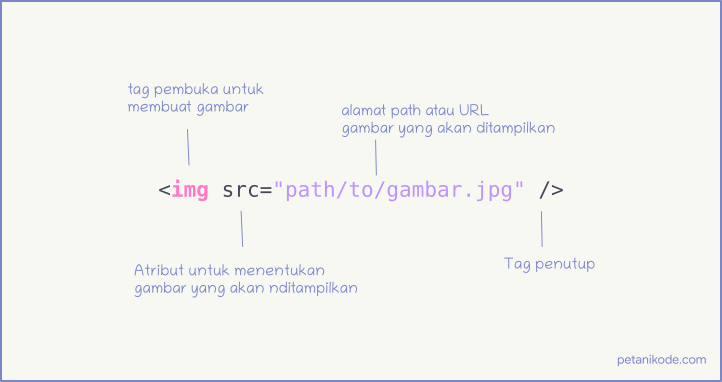 tag pembuka untuk
membuat gambar
alamat path atau URL
gambar yang akan ditampilkan
<img src="path/to/gambar.jpg" />
Atribut untuk menentukan
gambar yang akan nditampilkan
Tag penutup
petanikode.com